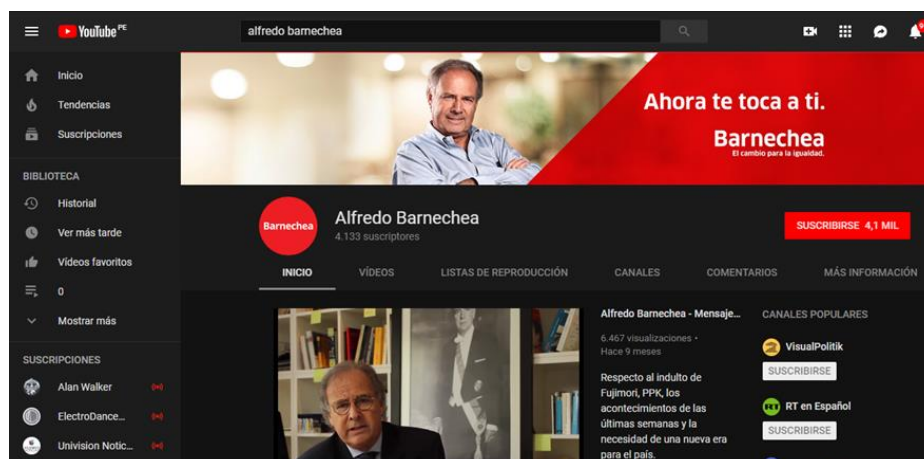 YouTube PE
alfredo barnechea
Inicio
Tendencias
Suscripciones
BIBLIOTECA
Historial
Ver más tarde
Vídeos favoritos
0
Mostrar más
SUSCRIPCIONES
Alan Walker
ElectroDance...
Univision Notic...
Ahora te toca a ti.
Barnechea
El cambio para la igualdad.
Barnechea
Alfredo Barnechea
4.133 suscriptores
SUSCRIBIRSE 4,1 MIL
INICIO VÍDEOS LISTAS DE REPRODUCCIÓN CANALES COMENTARIOS MÁS INFORMACIÓN
Alfredo Barnechea - Mensaje...
6.467 visualizaciones •
Hace 9 meses
Respecto al indulto de
Fujimori, PPK, los
acontecimientos de las
últimas semanas y la
necesidad de una nueva era
para el país.
CANALES POPULARES
VisualPolitik
SUSCRIBIRSE
RT
RT en Español
SUSCRIBIRSE